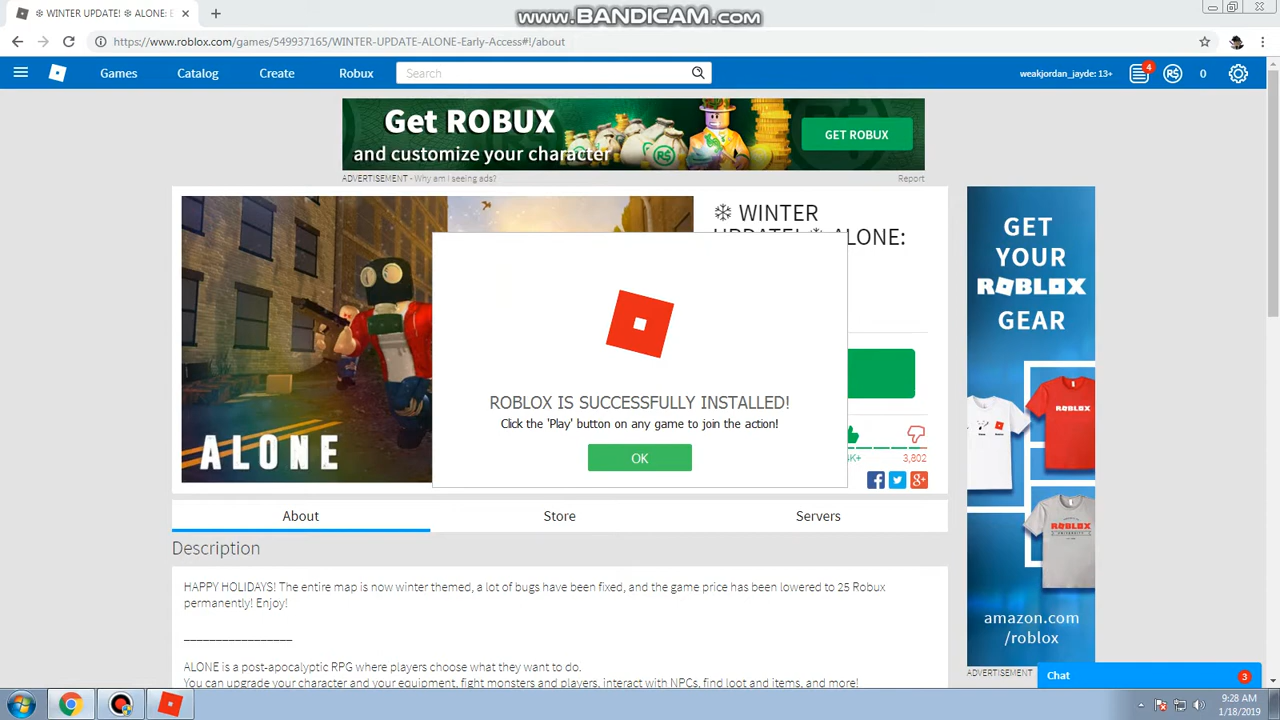 www.BANDICAM.com
❄ WINTER UPDATE! ❄ ALONE: E
https://www.roblox.com/games/549937165/WINTER-UPDATE-ALONE-Early-Access#!/about
Games
Catalog
Create
Robux
Search
weakjordan_jayde: 13+
4
R$
0
Get ROBUX
and customize your character
GET ROBUX
ADVERTISEMENT - Why am I seeing ads?
Report
❄ WINTER
UPDATE! ❄ ALONE:
ALONE
ROBLOX IS SUCCESSFULLY INSTALLED!
Click the 'Play' button on any game to join the action!
OK
4K+
3,802
GET
YOUR
ROBLOX
GEAR
ROBLOX
ROBLOX
UNIVERSITY
amazon.com
/roblox
ADVERTISEMENT
About
Store
Servers
Description
HAPPY HOLIDAYS! The entire map is now winter themed, a lot of bugs have been fixed, and the game price has been lowered to 25 Robux
permanently! Enjoy!
__________________
ALONE is a post-apocalyptic RPG where players choose what they want to do.
You can upgrade, customize your equipment, fight monsters and players, interact with NPCs, find loot and items, and more!
Chat
3
9:28 AM
1/18/2019